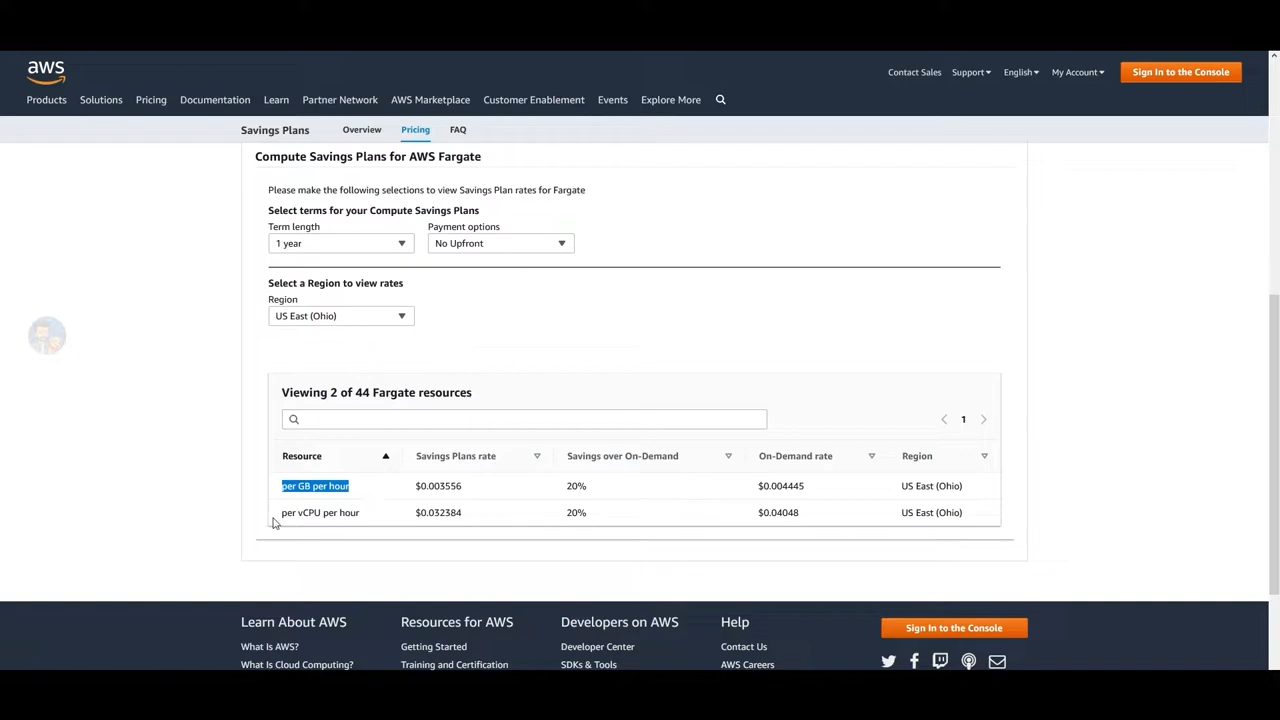 aws
Contact Sales Support English My Account Sign In to the Console
Products Solutions Pricing Documentation Learn Partner Network AWS Marketplace Customer Enablement Events Explore More
Savings Plans Overview Pricing FAQ
Compute Savings Plans for AWS Fargate
Please make the following selections to view Savings Plan rates for Fargate
Select terms for your Compute Savings Plans
Term length Payment options
1 year No Upfront
Select a Region to view rates
Region
US East (Ohio)
Viewing 2 of 44 Fargate resources
1
Resource Savings Plans rate Savings over On-Demand On-Demand rate Region
per GB per hour $0.003556 20% $0.004445 US East (Ohio)
per vCPU per hour $0.032384 20% $0.04048 US East (Ohio)
Learn About AWS Resources for AWS Developers on AWS Help Sign In to the Console
What Is AWS? Getting Started Developer Center Contact Us
What Is Cloud Computing? Training and Certification SDKs & Tools AWS Careers